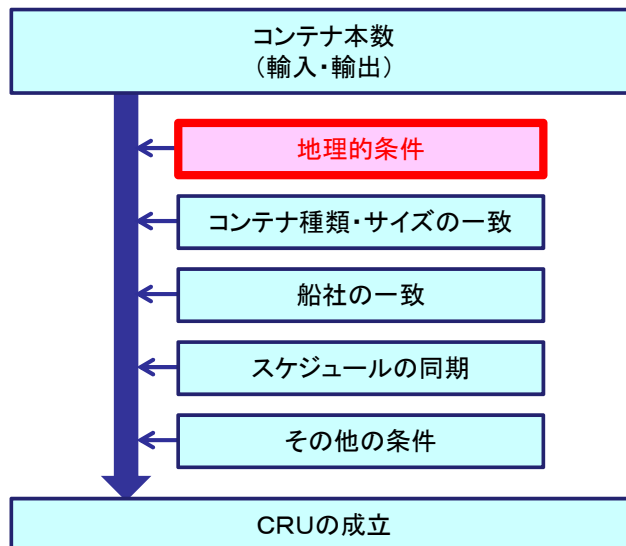 コンテナ本数
（輸入・輸出）
地理的条件
コンテナ種類・サイズの一致
船社の一致
スケジュールの同期
その他の条件
ＣＲＵの成立